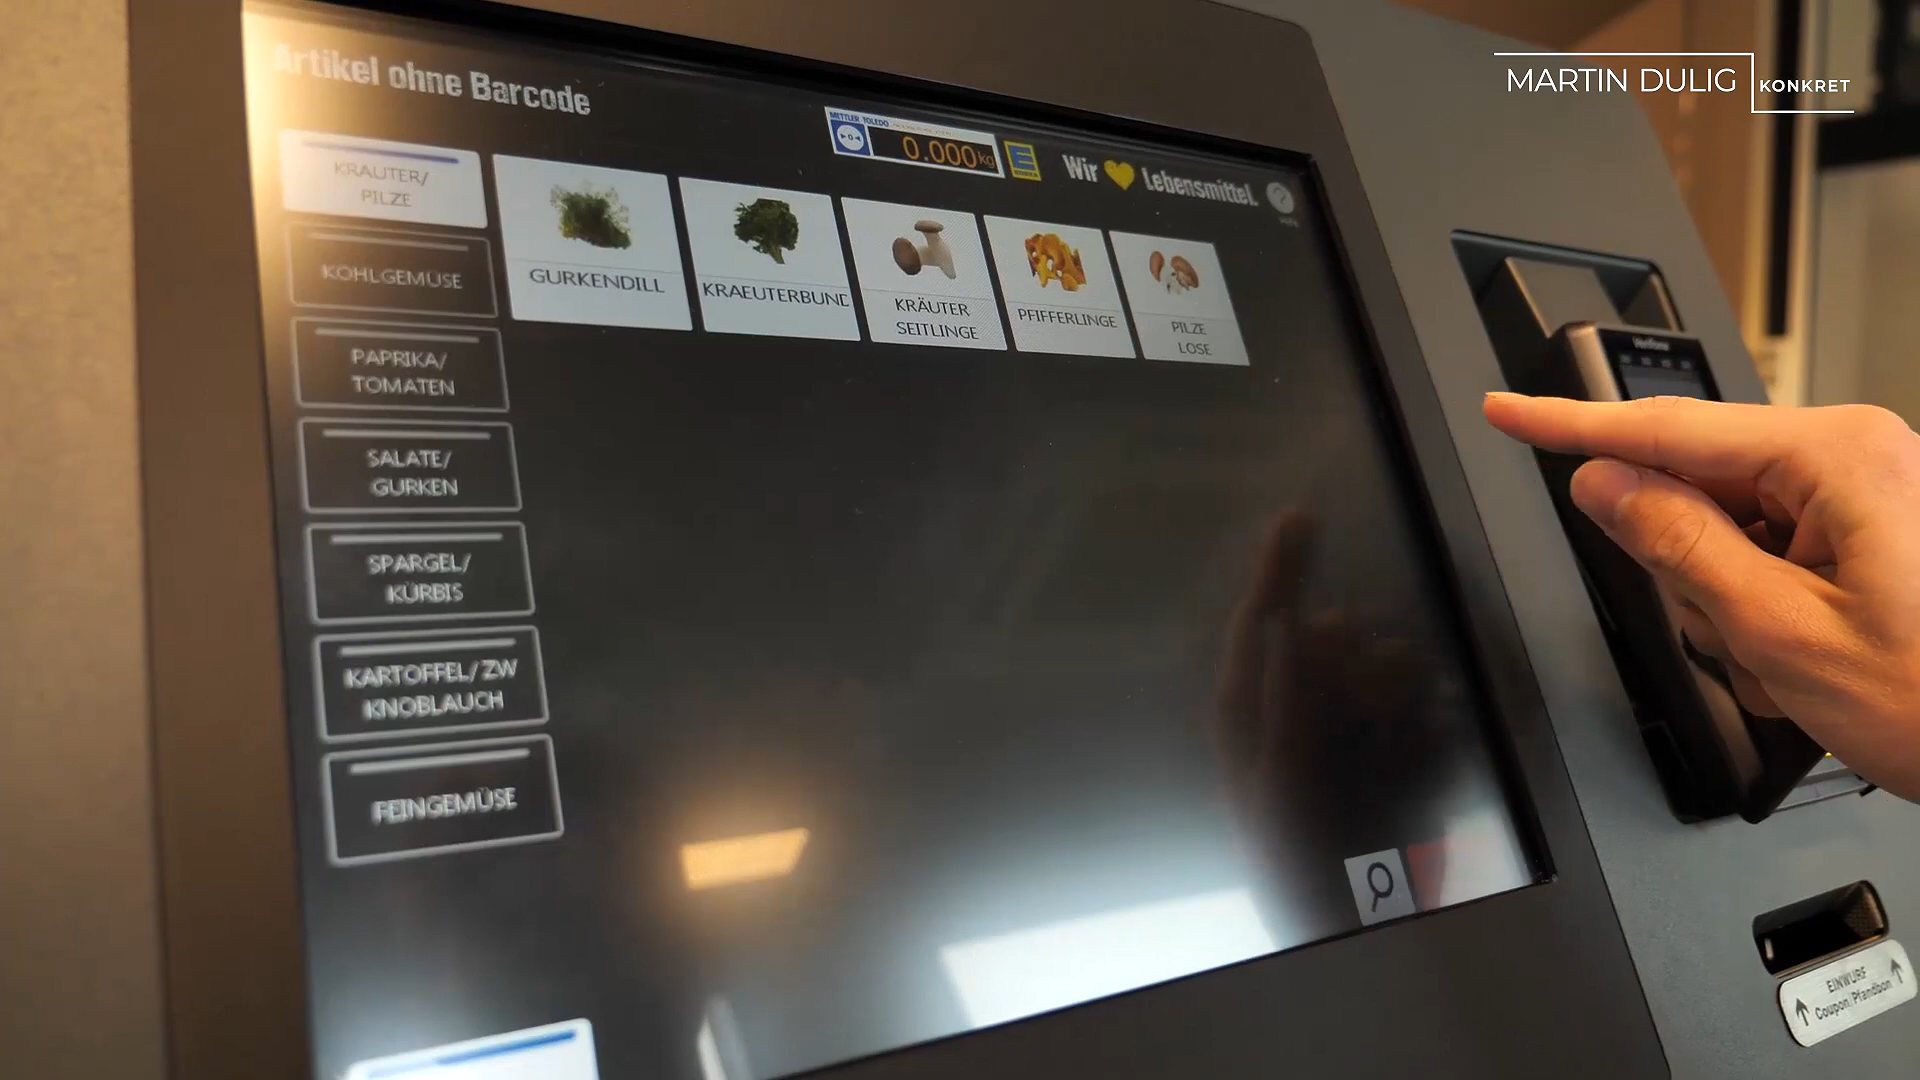 MARTIN DULIG KONKRET
Artikel ohne Barcode
METTLER TOLEDO
0.000 kg
Wir Lebensmittel.
KRÄUTER/
PILZE
KOHLGEMÜSE
PAPRIKA/
TOMATEN
SALATE/
GURKEN
SPARGEL/
KÜRBIS
KARTOFFEL/ZW
KNOBLAUCH
FEINGEMÜSE
GURKENDILL
KRAEUTERBUND
KRÄUTER
SEITLINGE
PFIFFERLINGE
PILZE
LOSE
Verifone
EINWURF
Coupon/Pfandbon